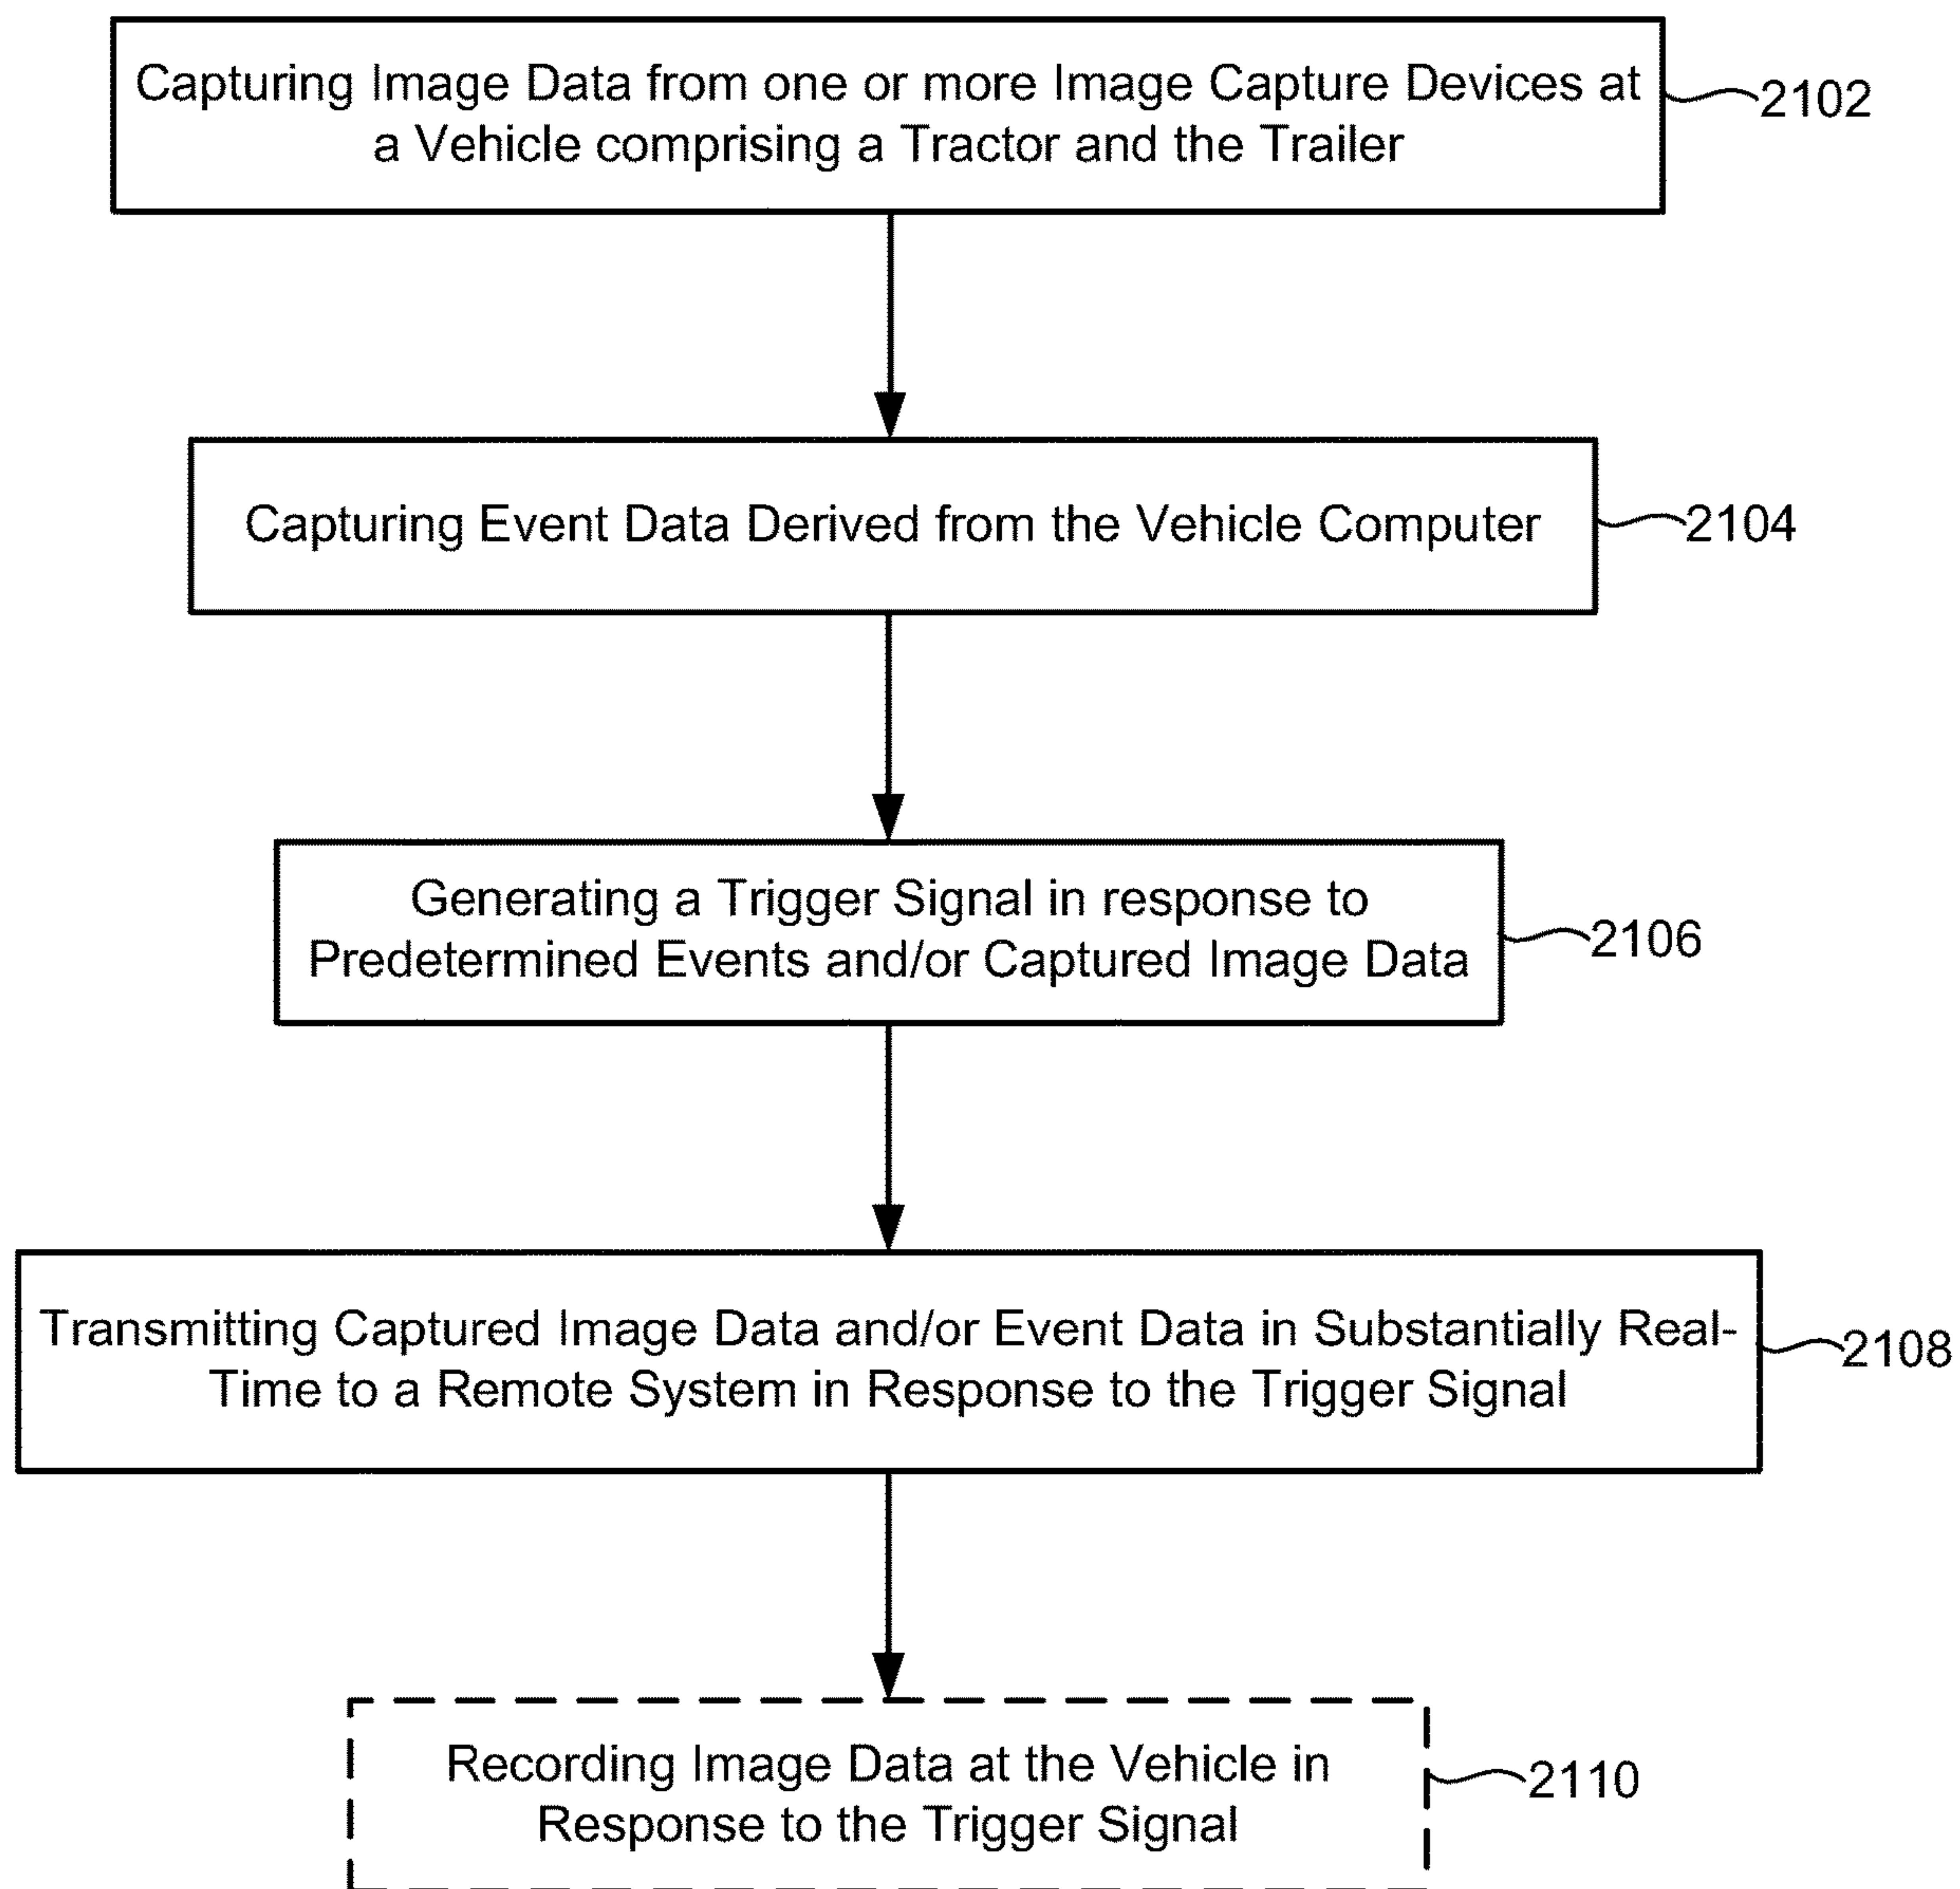 Capturing Image Data from one or more Image Capture Devices at
a Vehicle comprising a Tractor and the Trailer
2102
Capturing Event Data Derived from the Vehicle Computer
2104
Generating a Trigger Signal in response to
Predetermined Events and/or Captured Image Data
2106
Transmitting Captured Image Data and/or Event Data in Substantially Real-
Time to a Remote System in Response to the Trigger Signal
2108
Recording Image Data at the Vehicle in
Response to the Trigger Signal
2110